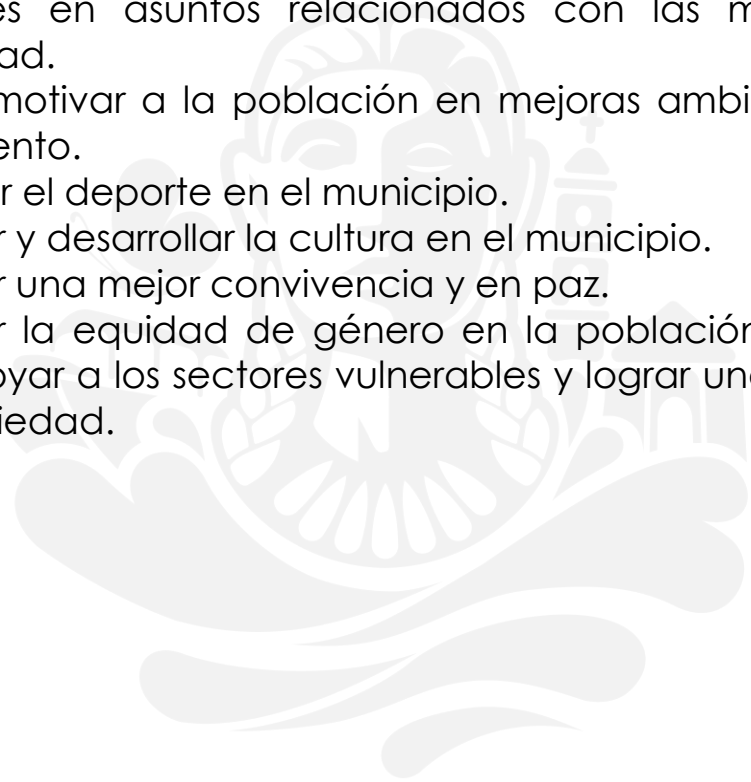 es en asuntos relacionados con las m
ad.
motivar a la población en mejoras ambi
ento.
r el deporte en el municipio.
r y desarrollar la cultura en el municipio.
r una mejor convivencia y en paz.
r la equidad de género en la población
oyar a los sectores vulnerables y lograr una
iedad.